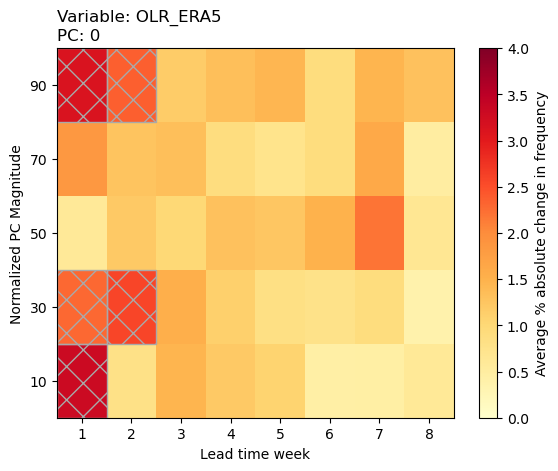 Variable: OLR_ERA5
PC: 0
Normalized PC Magnitude
90
70
50
30
10
1 2 3 4 5 6 7 8
Lead time week
4.0
3.5
3.0
2.5
2.0
1.5
1.0
0.5
0.0
Average % absolute change in frequency